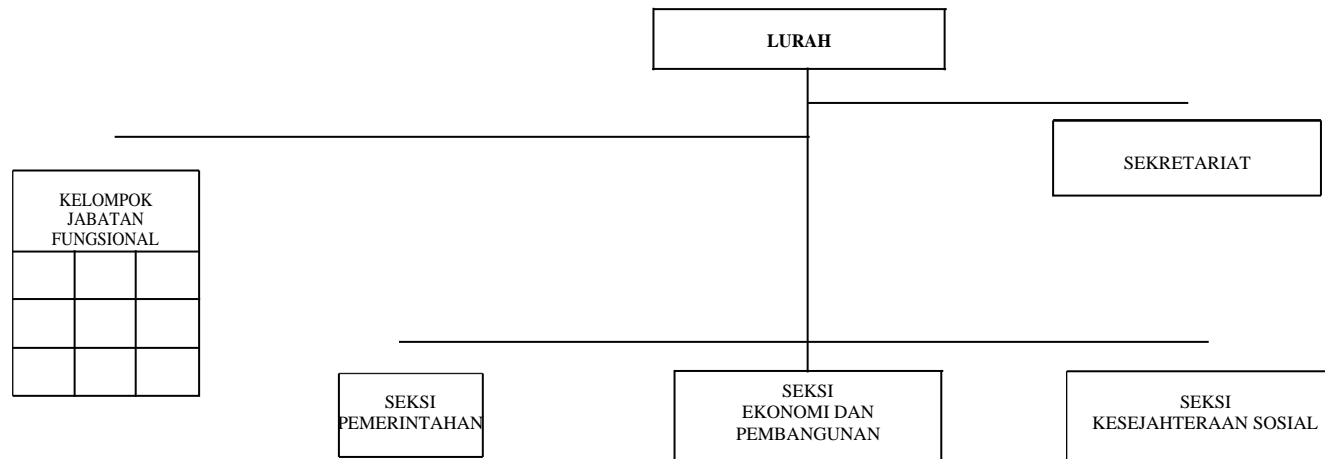 LURAH
SEKRETARIAT
KELOMPOK
JABATAN
FUNGSIONAL
SEKSI
PEMERINTAHAN
SEKSI
EKONOMI DAN
PEMBANGUNAN
SEKSI
KESEJAHTERAAN SOSIAL